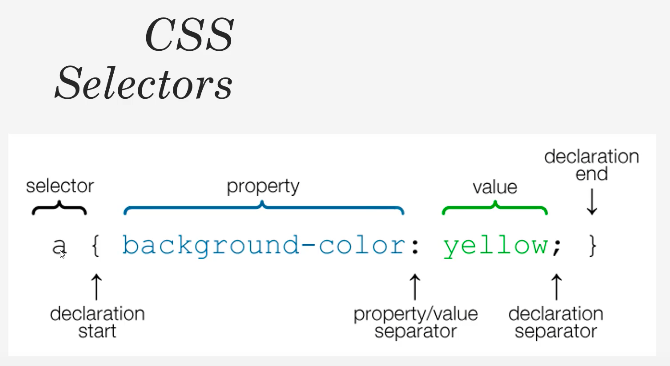 CSS
Selectors
declaration
end
selector
property
value
a { background-color: yellow; }
declaration
start
property/value
separator
declaration
separator